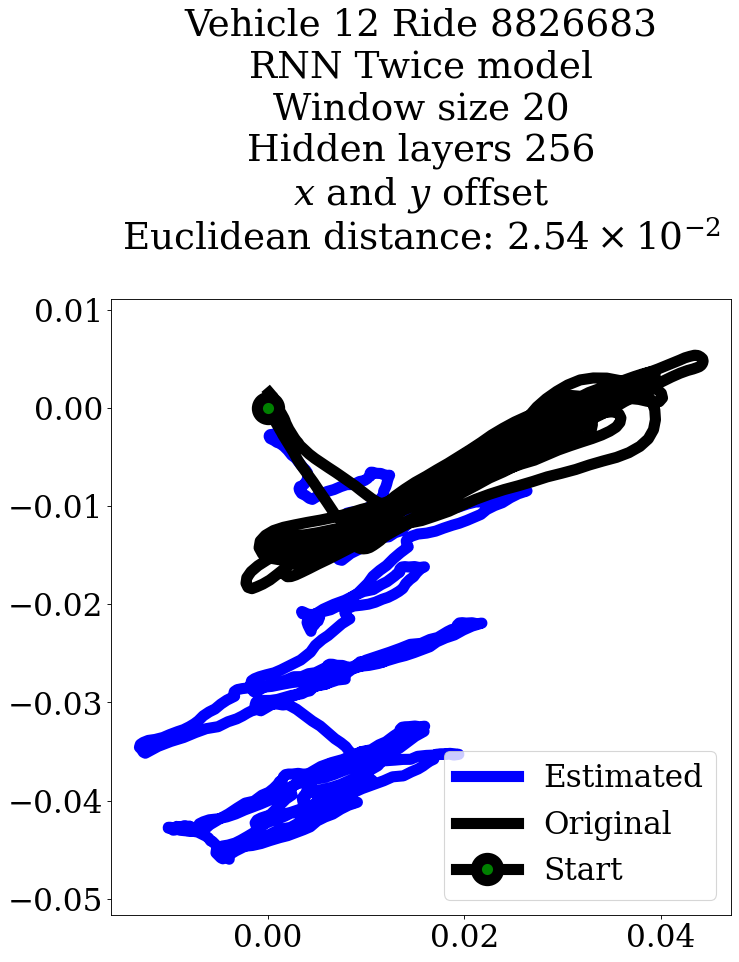 Vehicle 12 Ride 8826683
RNN Twice model
Window size 20
Hidden layers 256
x and y offset
Euclidean distance: 2.54 × 10⁻²
0.01
0.00
−0.01
−0.02
−0.03
−0.04
−0.05
Estimated
Original
Start
0.00 0.02 0.04